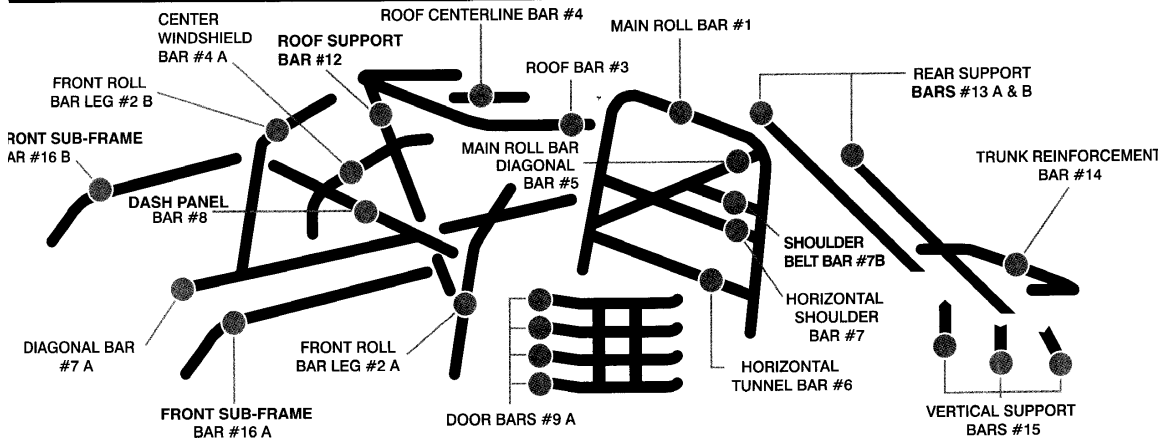 CENTER
WINDSHIELD
BAR #4 A
ROOF CENTERLINE BAR #4
ROOF SUPPORT
BAR #12
MAIN ROLL BAR #1
ROOF BAR #3
FRONT ROLL
BAR LEG #2 B
REAR SUPPORT
BARS #13 A & B
RONT SUB-FRAME
AR #16 B
MAIN ROLL BAR
DIAGONAL
BAR #5
TRUNK REINFORCEMENT
BAR #14
DASH PANEL
BAR #8
SHOULDER
BELT BAR #7B
HORIZONTAL
SHOULDER
BAR #7
DIAGONAL BAR
#7 A
FRONT ROLL
BAR LEG #2 A
HORIZONTAL
TUNNEL BAR #6
FRONT SUB-FRAME
BAR #16 A
DOOR BARS #9 A
VERTICAL SUPPORT
BARS #15